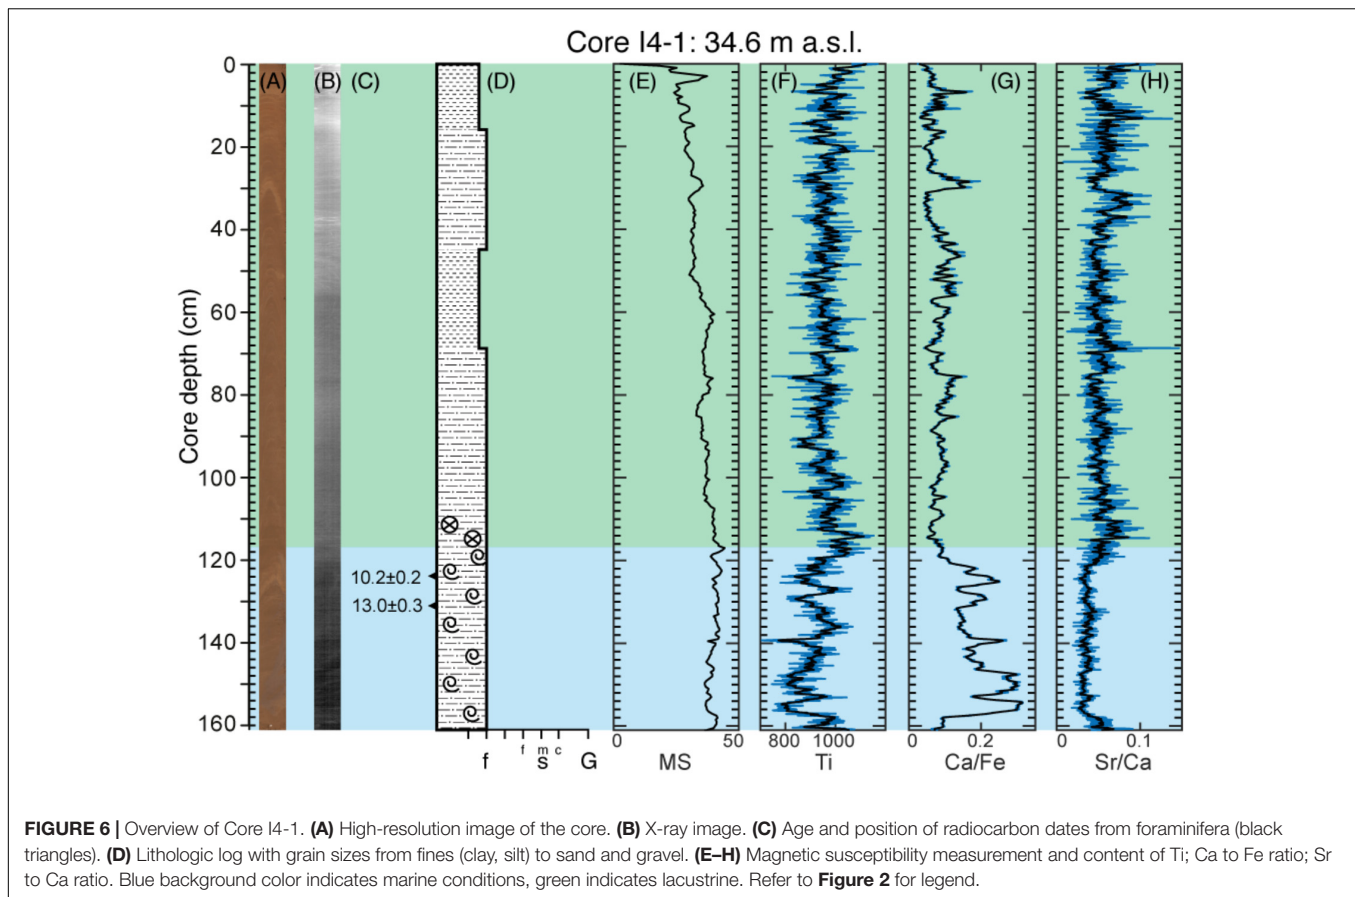 Core I4-1: 34.6 m a.s.l.
(A) (B) (C) (D) (E) (F) (G) (H)
Core depth (cm)
0
20
40
60
80
100
120
140
160
10.2±0.2
13.0±0.3
f m c
f s G
0 50
MS
800 1000
Ti
0 0.2
Ca/Fe
0 0.1
Sr/Ca
FIGURE 6 | Overview of Core I4-1. (A) High-resolution image of the core. (B) X-ray image. (C) Age and position of radiocarbon dates from foraminifera (black
triangles). (D) Lithologic log with grain sizes from fines (clay, silt) to sand and gravel. (E–H) Magnetic susceptibility measurement and content of Ti; Ca to Fe ratio; Sr
to Ca ratio. Blue background color indicates marine conditions, green indicates lacustrine. Refer to Figure 2 for legend.